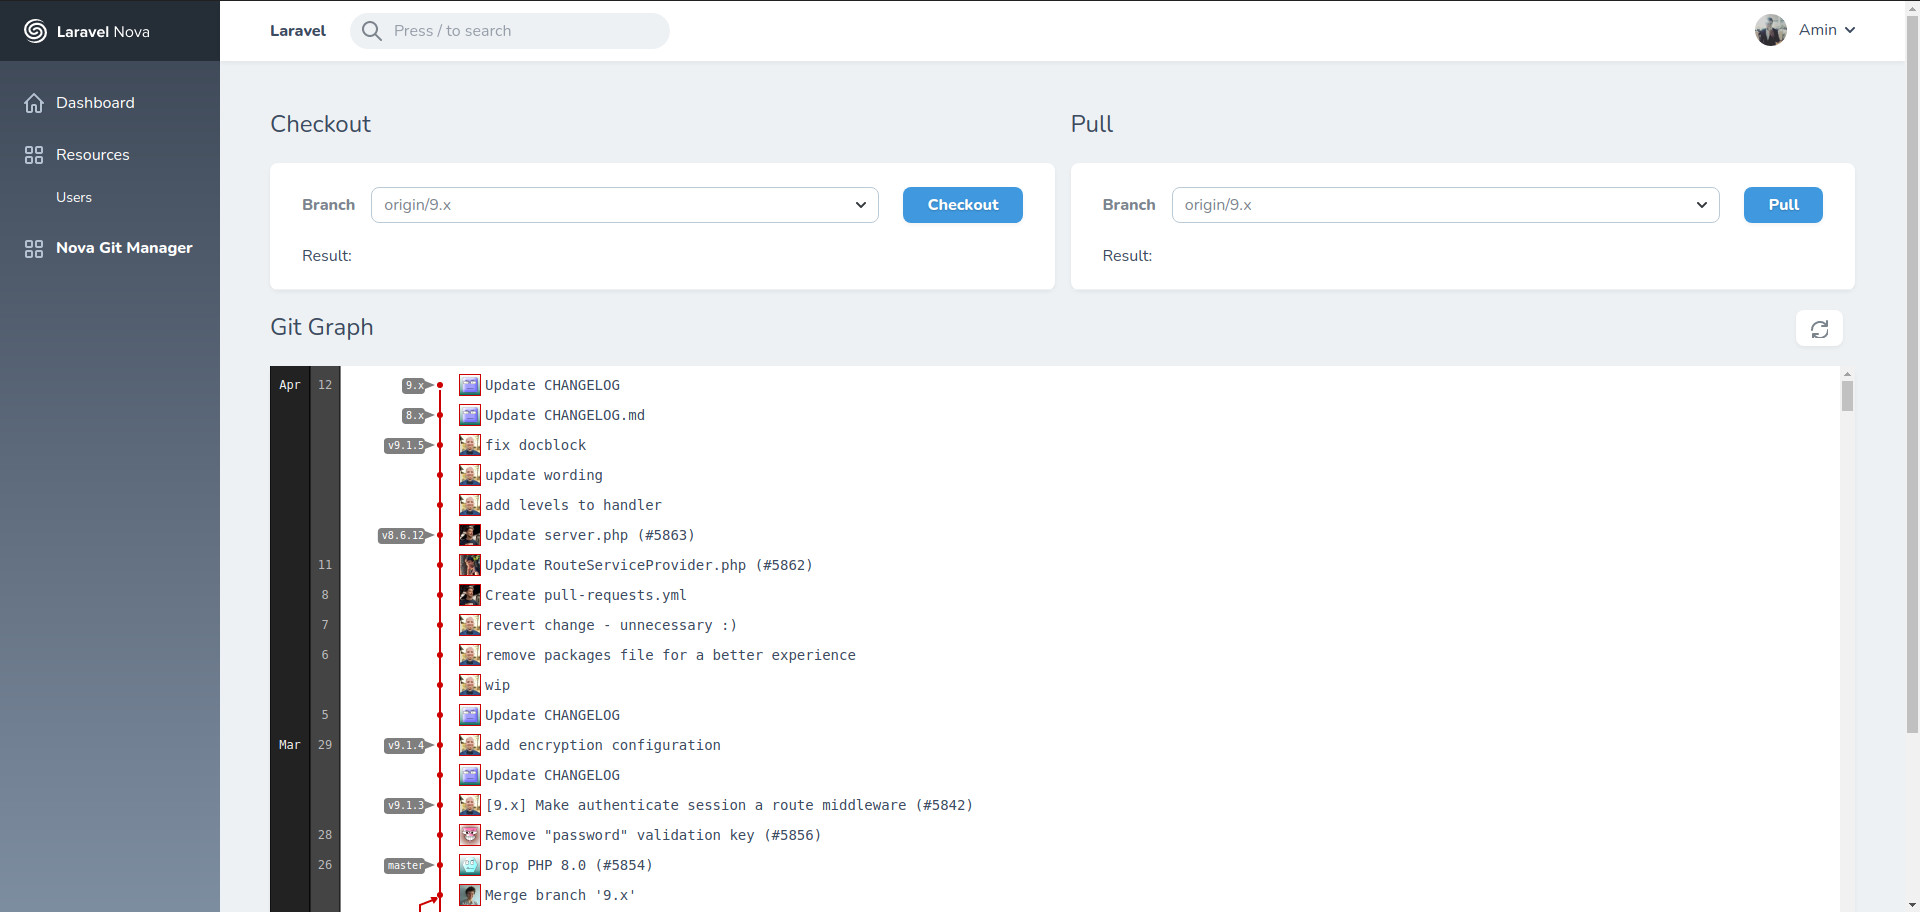 Laravel Nova
Laravel
Press / to search
Amin
Dashboard
Resources
Users
Nova Git Manager
Checkout
Branch
origin/9.x
Checkout
Result:
Pull
Branch
origin/9.x
Pull
Result:
Git Graph
Apr 12 9.x Update CHANGELOG
8.x Update CHANGELOG.md
v9.1.5 fix docblock
update wording
add levels to handler
v8.6.12 Update server.php (#5863)
11 Update RouteServiceProvider.php (#5862)
8 Create pull-requests.yml
7 revert change - unnecessary :)
6 remove packages file for a better experience
wip
5 Update CHANGELOG
Mar 29 v9.1.4 add encryption configuration
Update CHANGELOG
v9.1.3 [9.x] Make authenticate session a route middleware (#5842)
28 Remove "password" validation key (#5856)
26 master Drop PHP 8.0 (#5854)
Merge branch '9.x'